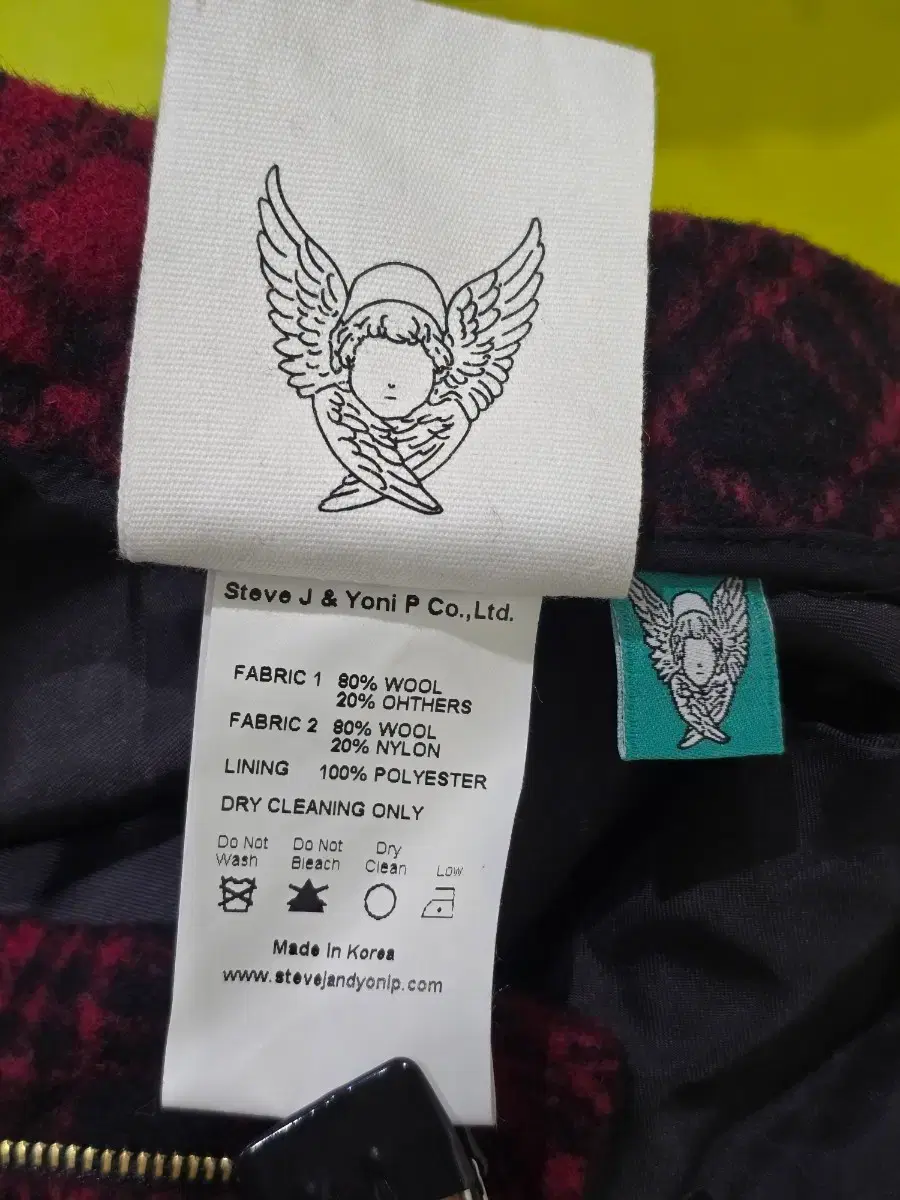 Steve J & Yoni P Co.,Ltd.
FABRIC 1 80% WOOL
20% OHTHERS
FABRIC 2 80% WOOL
20% NYLON
LINING 100% POLYESTER
DRY CLEANING ONLY
Do Not Wash Do Not Bleach Dry Clean Low
Made In Korea
www.stevejandyonip.com